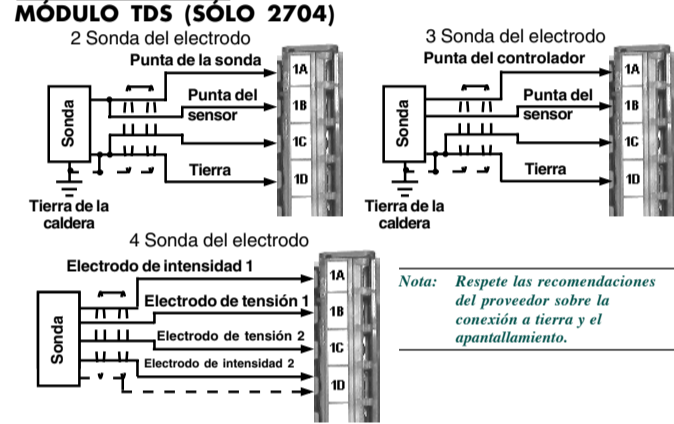 MÓDULO TDS (SÓLO 2704)
2 Sonda del electrodo
Punta de la sonda
1A
Punta del
sensor
1B
Sonda
1C
Tierra
1D
Tierra de la
caldera
3 Sonda del electrodo
Punta del controlador
1A
Punta del
sensor
1B
Sonda
1C
Tierra
1D
Tierra de la
caldera
4 Sonda del electrodo
Electrodo de intensidad 1
1A
Electrodo de tensión 1
1B
Sonda
Electrodo de tensión 2
1C
Electrodo de intensidad 2
1D
Nota: Respete las recomendaciones
del proveedor sobre la
conexión a tierra y el
apantallamiento.